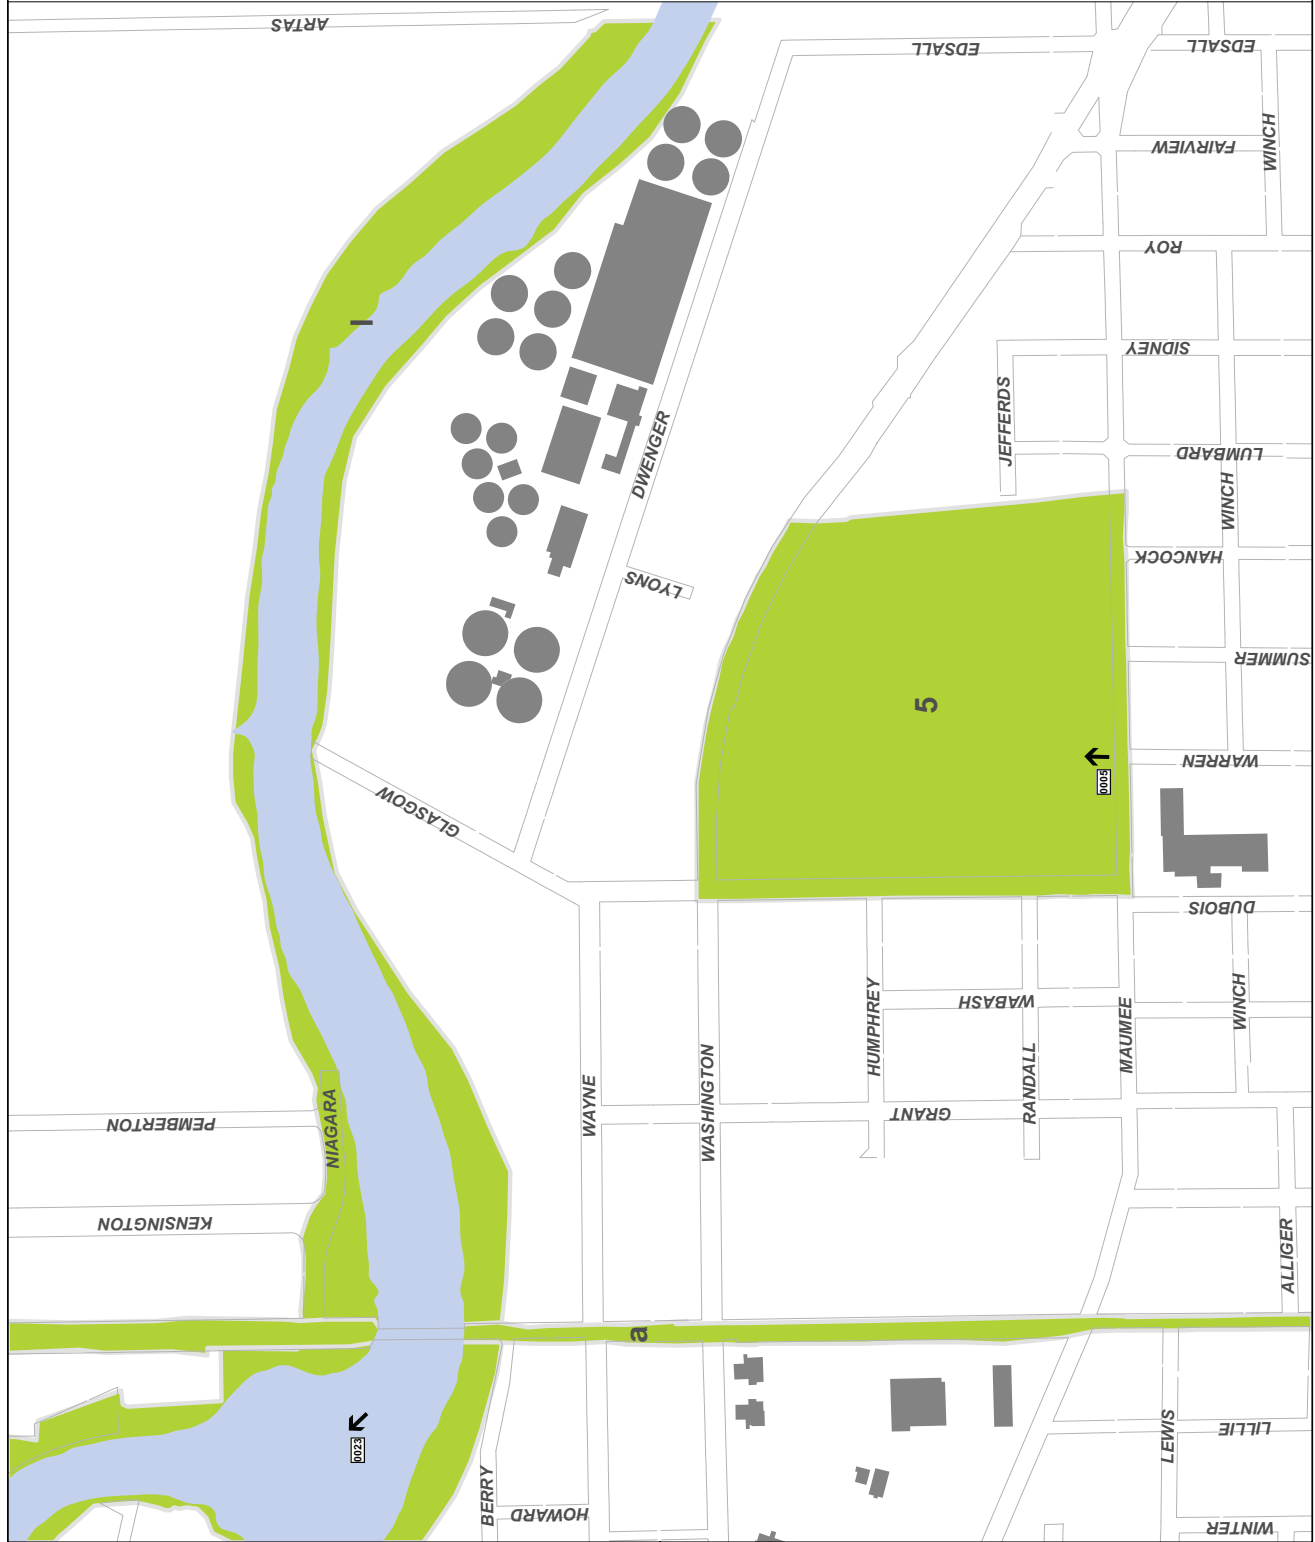 ARTAS
EDSALL
EDSALL
WINCH
FAIRVIEW
ROY
I
SIDNEY
JEFFERDS
DWENGER
LUMBARD
WINCH
HANCOCK
LYONS
SUMMER
5
WARREN
0005
GLASGOW
DUBOIS
WABASH
HUMPHREY
MAUMEE
WINCH
RANDALL
GRANT
WAYNE
WASHINGTON
PEMBERTON
NIAGARA
KENSINGTON
ALLIGER
a
0023
LEWIS
LILLIE
BERRY
HOWARD
WINTER